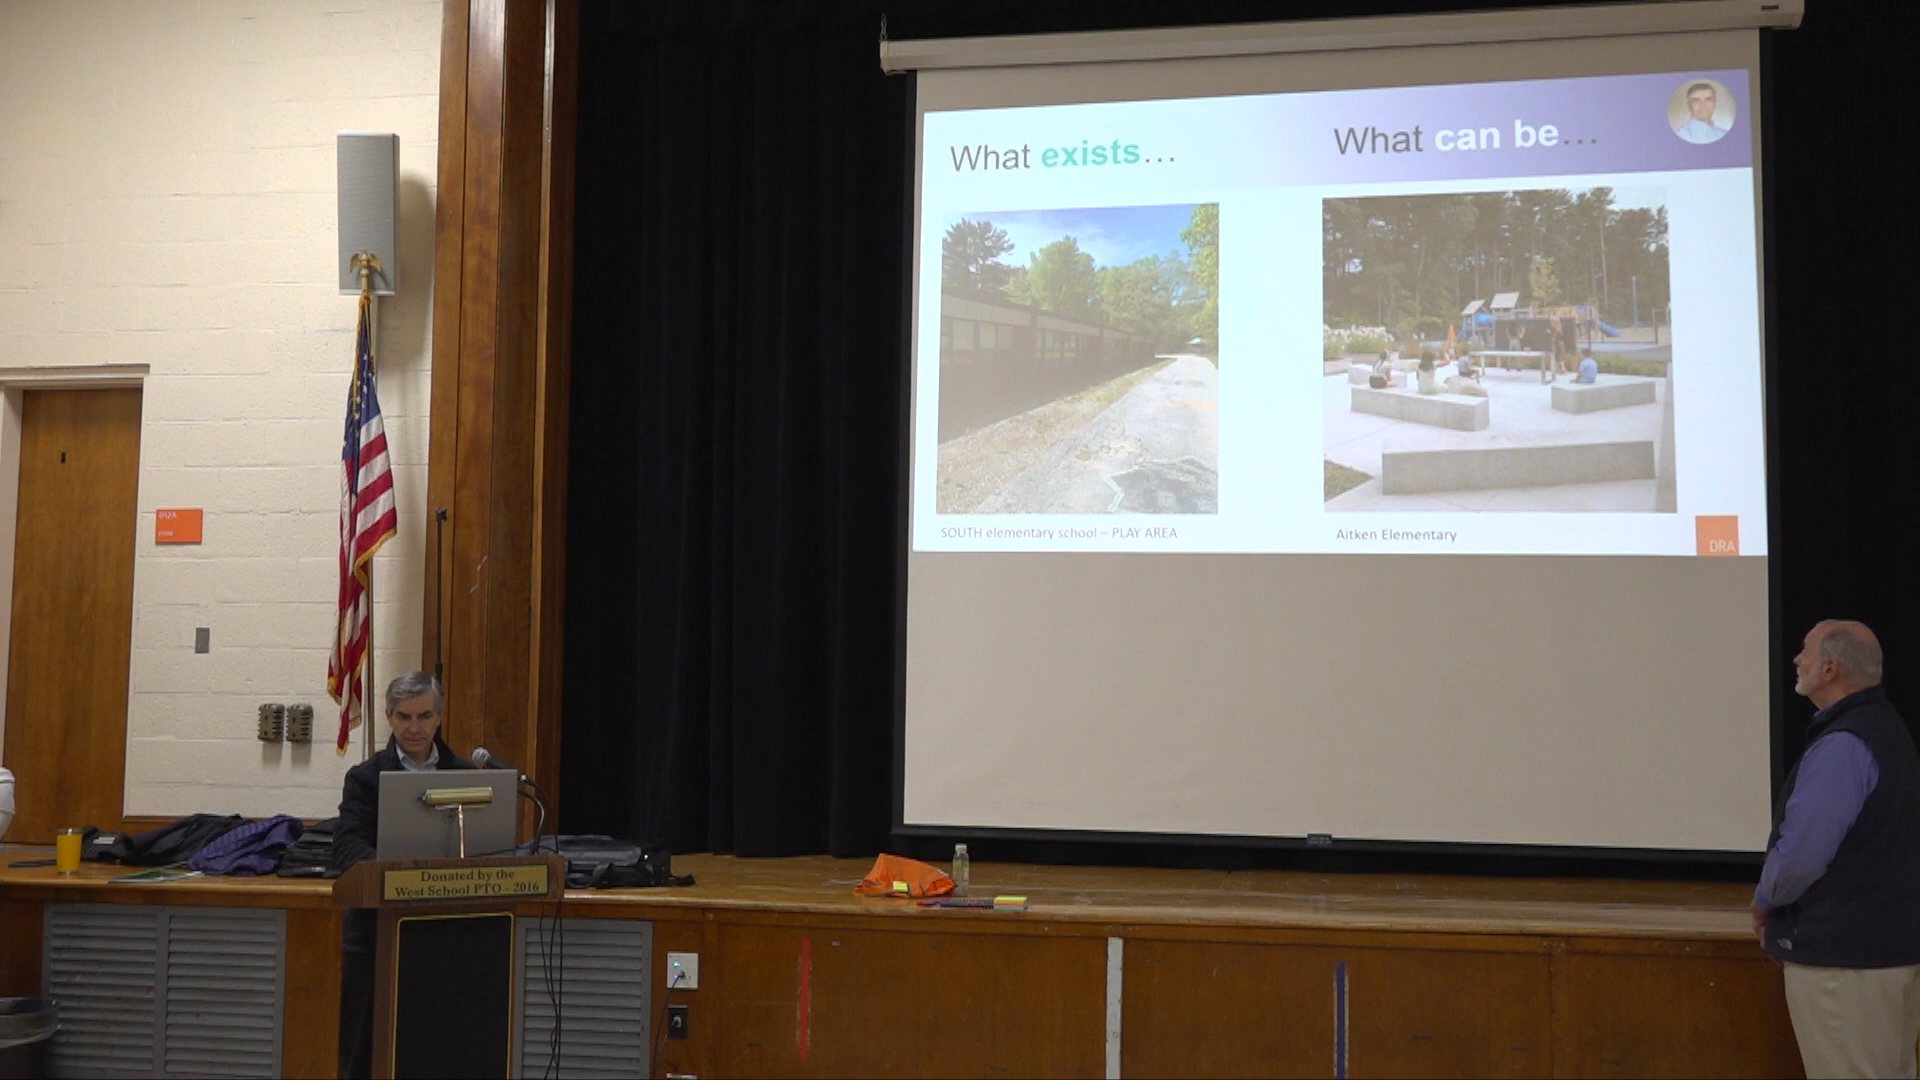 What exists...
What can be...
SOUTH elementary school – PLAY AREA
Aitken Elementary
DRA
012A
Donated by the
West School PTO - 2016